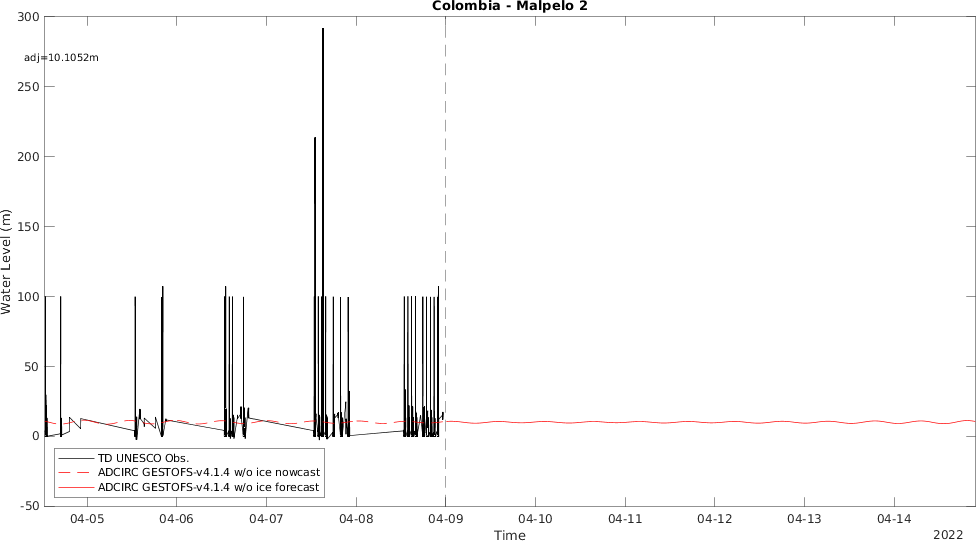 Colombia - Malpelo 2
300
adj=10.1052m
250
200
150
100
50
0
-50
Water Level (m)
TD UNESCO Obs.
ADCIRC GESTOFS-v4.1.4 w/o ice nowcast
ADCIRC GESTOFS-v4.1.4 w/o ice forecast
04-05 04-06 04-07 04-08 04-09 04-10 04-11 04-12 04-13 04-14
Time
2022